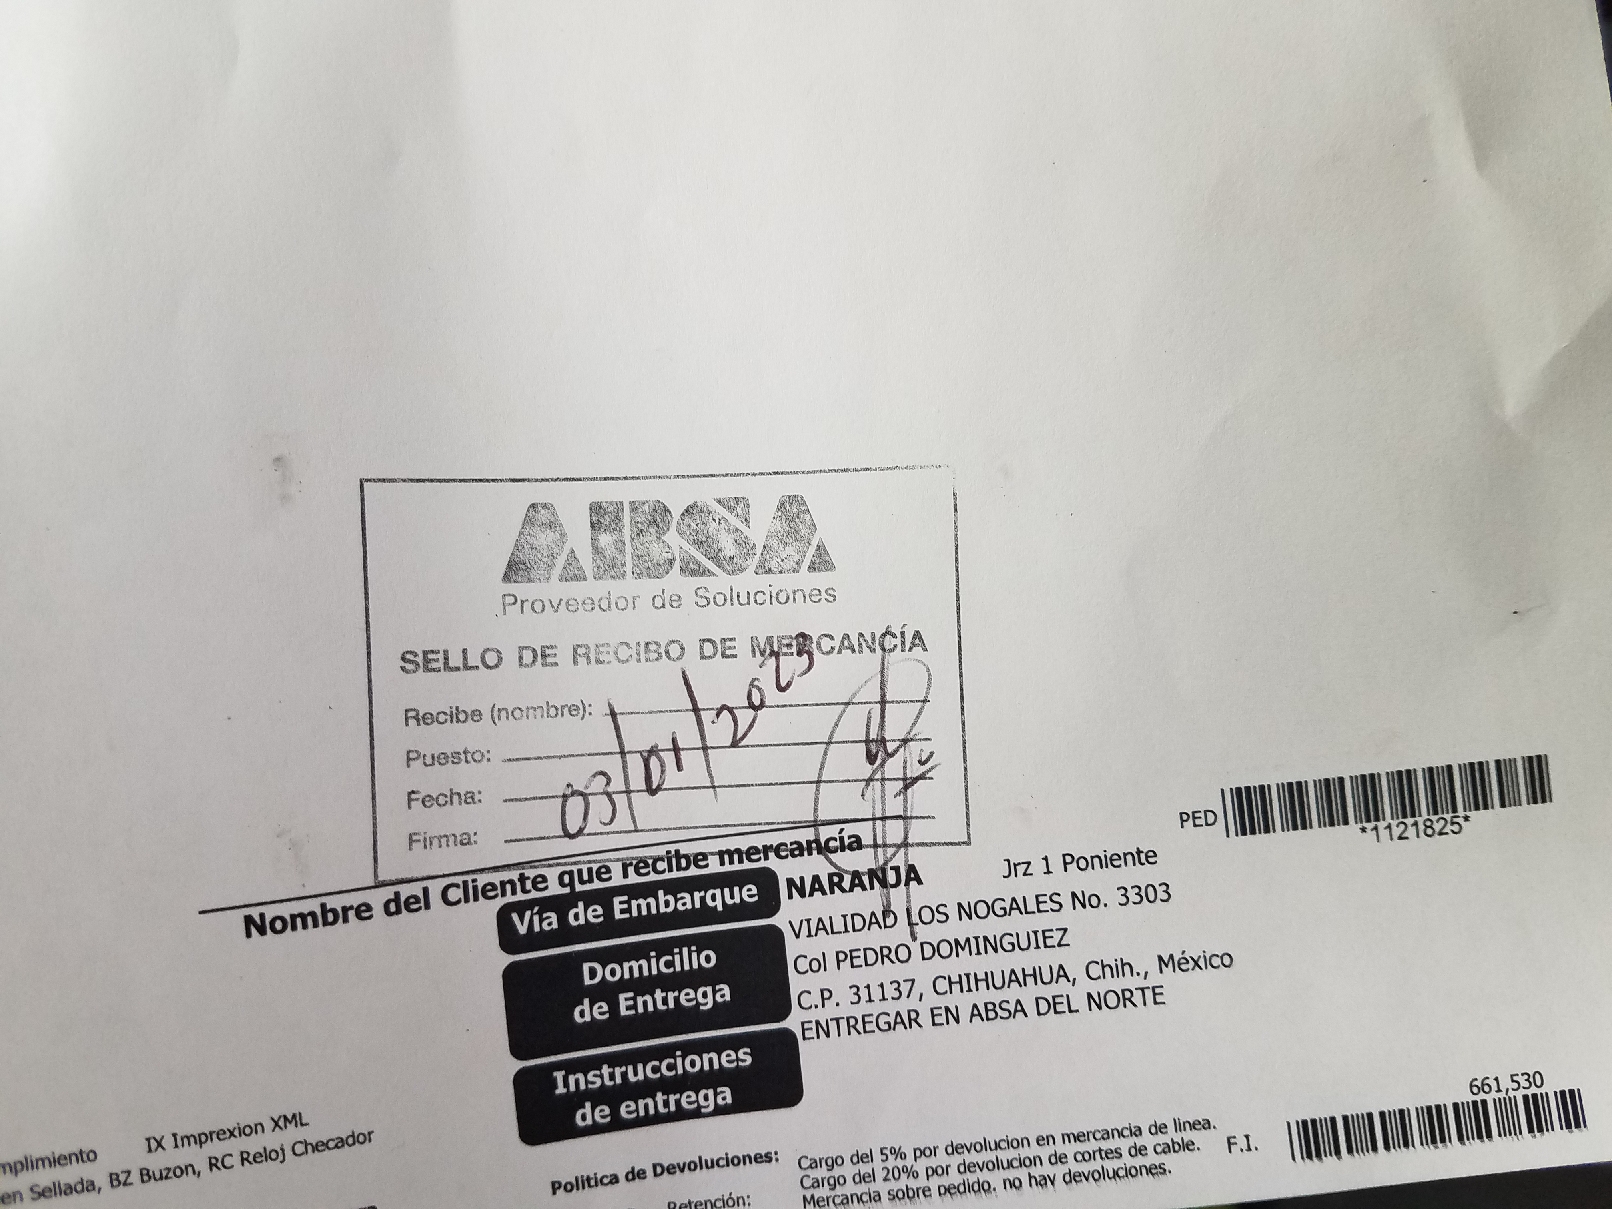 ABSA
Proveedor de Soluciones
SELLO DE RECIBO DE MERCANCÍA
Recibe (nombre):
Puesto:
Fecha:
03/01/2023
Firma:
Nombre del Cliente que recibe mercancía
PED
*1121825*
Vía de Embarque NARANJA Jrz 1 Poniente
Domicilio de Entrega
VIALIDAD LOS NOGALES No. 3303
Col PEDRO DOMINGUIEZ
C.P. 31137, CHIHUAHUA, Chih., México
ENTREGAR EN ABSA DEL NORTE
Instrucciones
de entrega
mplimiento IX Imprexion XML
en Sellada, BZ Buzon, RC Reloj Checador
661,530
F.I.
Politica de Devoluciones: Cargo del 5% por devolucion en mercancia de linea.
Cargo del 20% por devolucion de cortes de cable.
Retención: Mercancia sobre pedido, no hay devoluciones.